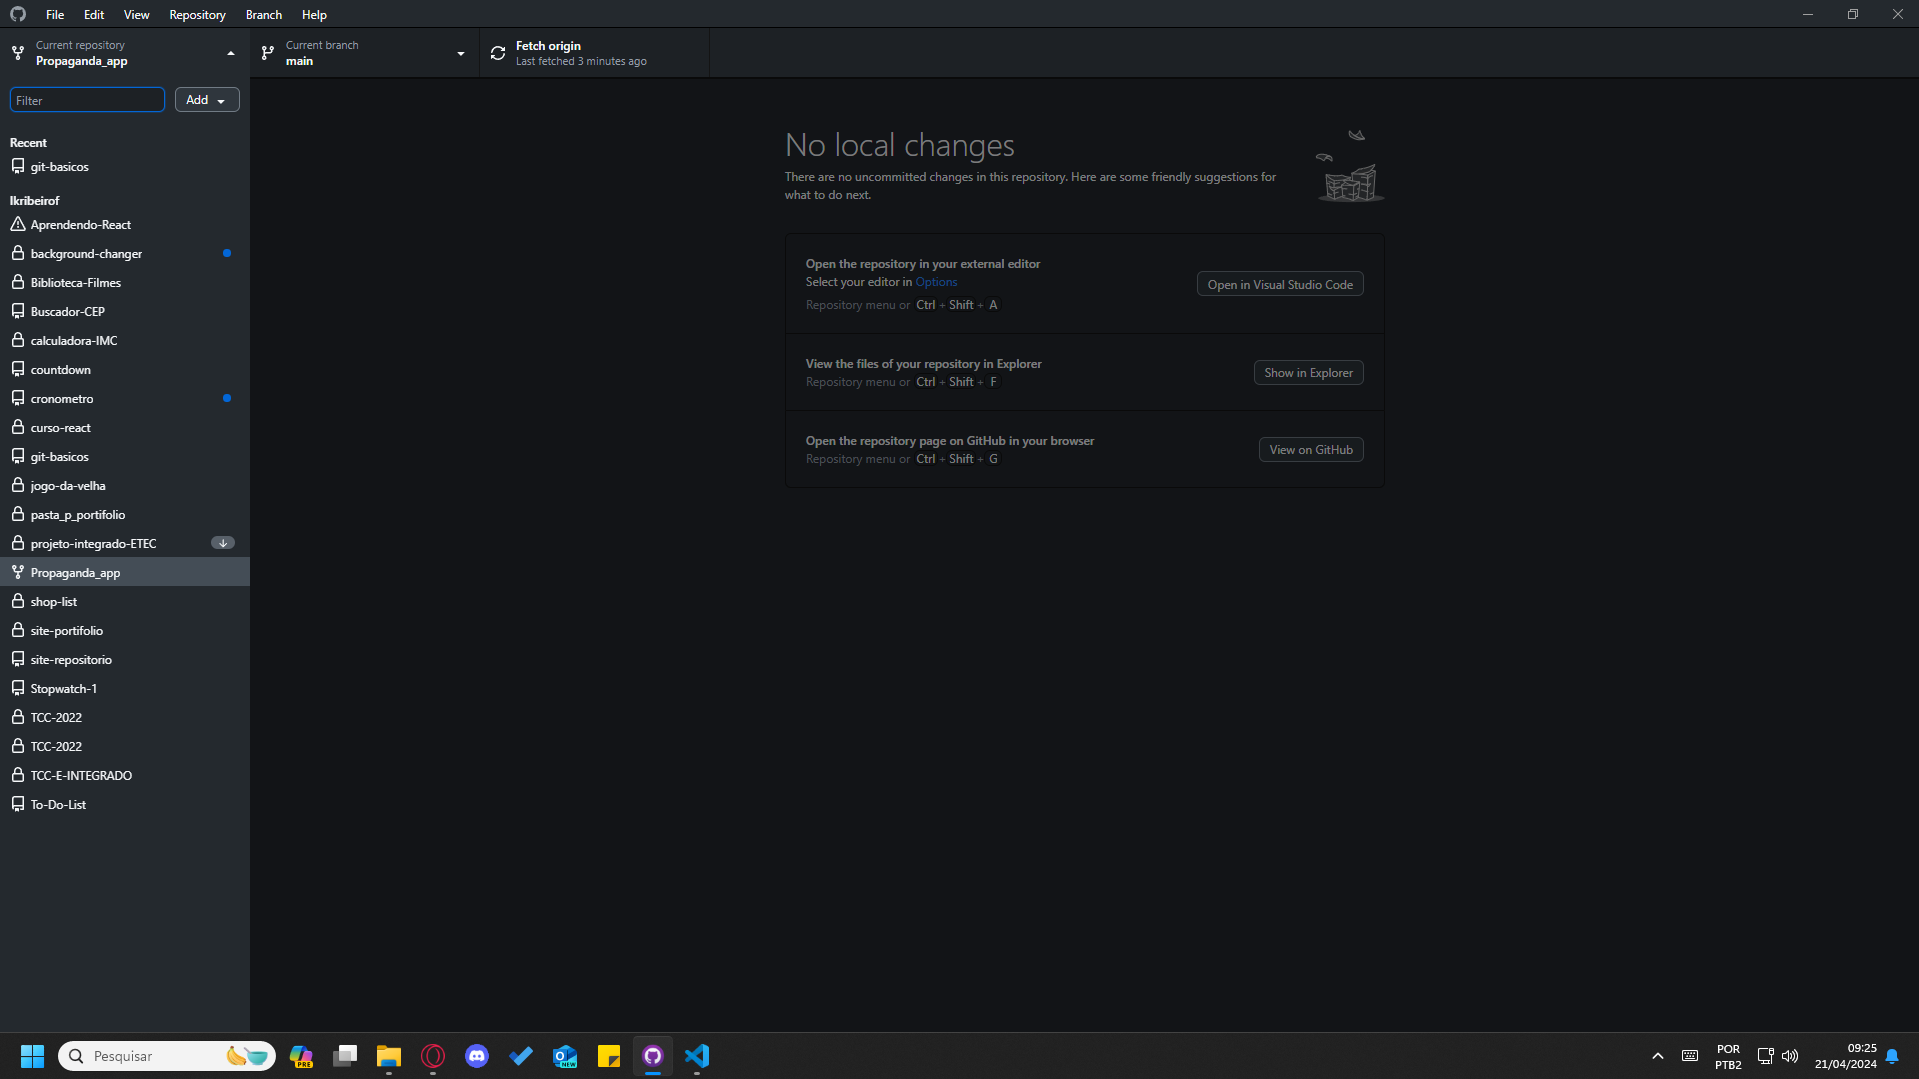 File Edit View Repository Branch Help
Current repository
Propaganda_app
Current branch
main
Fetch origin
Last fetched 3 minutes ago
Filter
Add
Recent
git-basicos
lkribeirof
Aprendendo-React
background-changer
Biblioteca-Filmes
Buscador-CEP
calculadora-IMC
countdown
cronometro
curso-react
git-basicos
jogo-da-velha
pasta_p_portifolio
projeto-integrado-ETEC
Propaganda_app
shop-list
site-portifolio
site-repositorio
Stopwatch-1
TCC-2022
TCC-2022
TCC-E-INTEGRADO
To-Do-List
No local changes
There are no uncommitted changes in this repository. Here are some friendly suggestions for
what to do next.
Open the repository in your external editor
Select your editor in Options
Repository menu or Ctrl + Shift + A
Open in Visual Studio Code
View the files of your repository in Explorer
Repository menu or Ctrl + Shift + F
Show in Explorer
Open the repository page on GitHub in your browser
Repository menu or Ctrl + Shift + G
View on GitHub
Pesquisar
PRE
NEW
POR
PTB2
09:25
21/04/2024